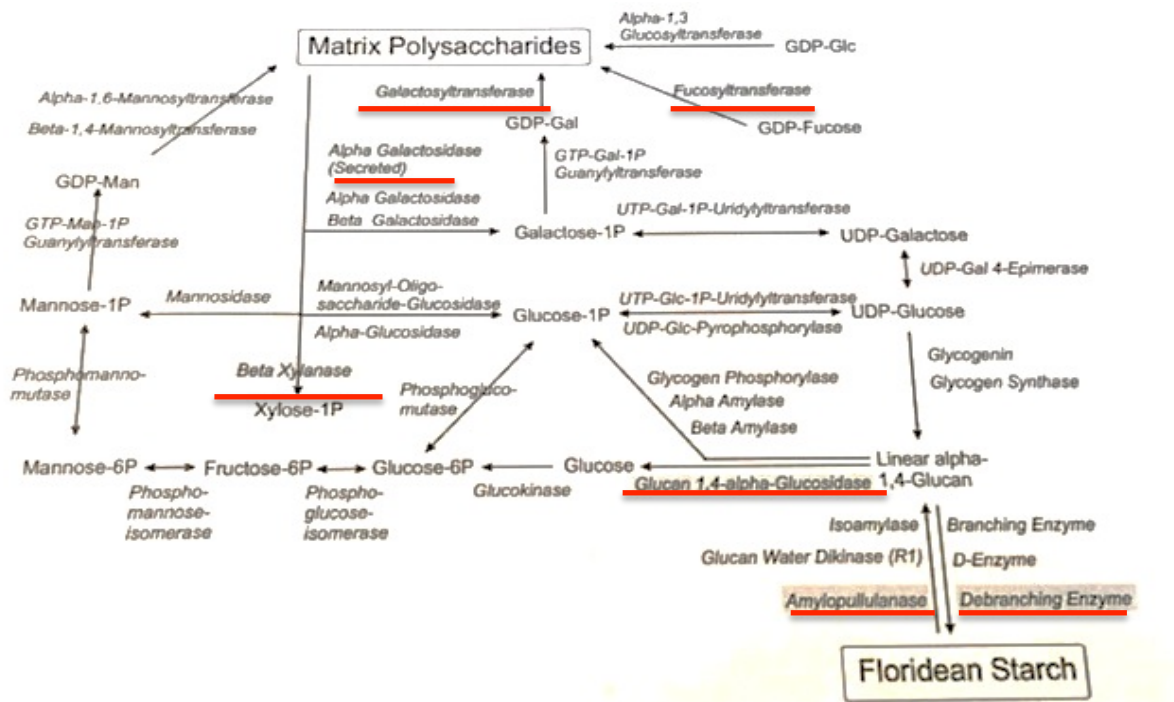 Alpha-1,3
Glucosyltransferase
GDP-Glc
Matrix Polysaccharides
Alpha-1,6-Mannosyltransferase
Beta-1,4-Mannosyltransferase
Galactosyltransferase
Fucosyltransferase
GDP-Gal
GDP-Fucose
Alpha Galactosidase
(Secreted)
GTP-Gal-1P
Guanylyltransferase
GDP-Man
Alpha Galactosidase
Beta Galactosidase
UTP-Gal-1P-Uridylyltransferase
GTP-Man-1P
Guanylyltransferase
Galactose-1P
UDP-Galactose
UDP-Gal 4-Epimerase
Mannose-1P
Mannosidase
Mannosyl-Oligo-
saccharide-Glucosidase
Alpha-Glucosidase
Glucose-1P
UTP-Glc-1P-Uridylyltransferase
UDP-Glc-Pyrophosphorylase
UDP-Glucose
Phosphomanno-
mutase
Beta Xylanase
Xylose-1P
Phosphogluco-
mutase
Glycogen Phosphorylase
Alpha Amylase
Beta Amylase
Glycogenin
Glycogen Synthase
Mannose-6P
Fructose-6P
Glucose-6P
Glucose
Linear alpha-
1,4-Glucan
Phospho-
mannose-
isomerase
Phospho-
glucose-
isomerase
Glucokinase
Glucan 1,4-alpha-Glucosidase
Isoamylase
Branching Enzyme
Glucan Water Dikinase (R1)
D-Enzyme
Amylopullulanase
Debranching Enzyme
Floridean Starch